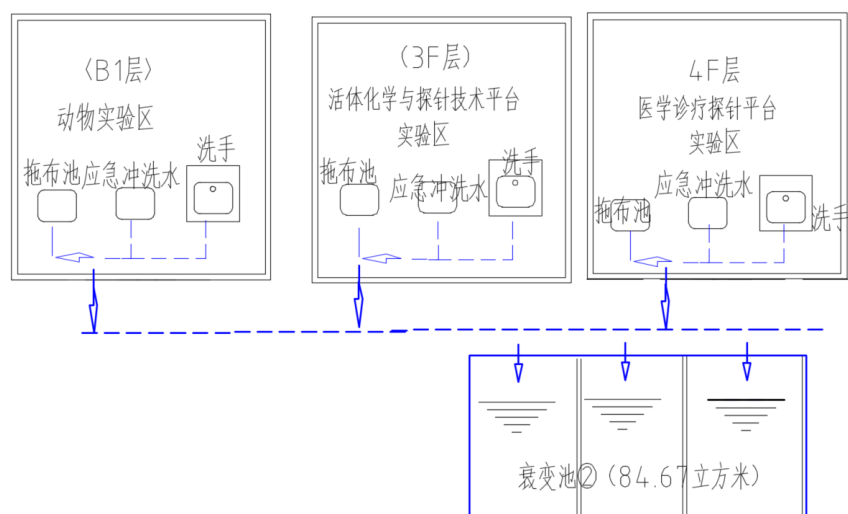 〈B1层〉
动物实验区
洗手
拖布池
应急冲洗水
(3F层)
活体化学与探针技术平台
实验区
洗手
拖布池
应急冲洗水
4F层
医学诊疗探针平台
实验区
应急冲洗水
拖布池
洗手
衰变池②(84.67立方米)